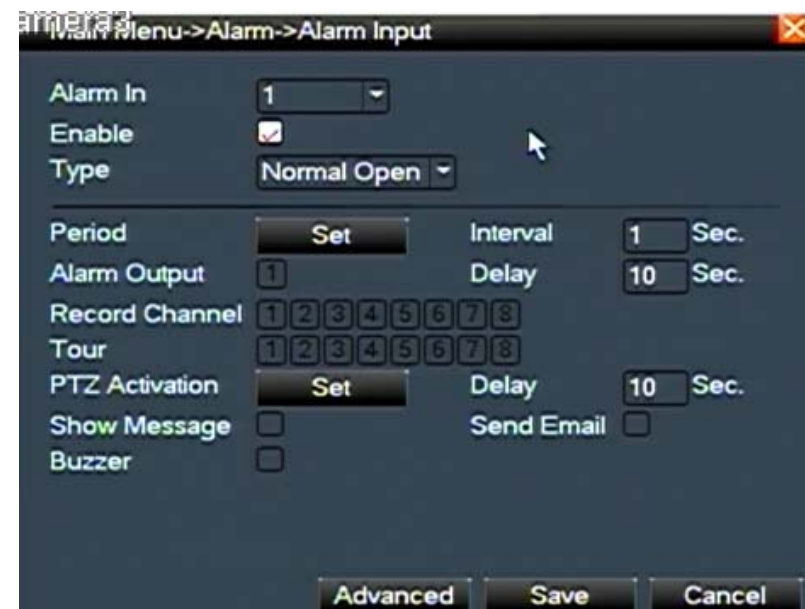 amera3
Main Menu->Alarm->Alarm Input
Alarm In 1
Enable
Type Normal Open
Period Set Interval 1 Sec.
Alarm Output 1 Delay 10 Sec.
Record Channel 1 2 3 4 5 6 7 8
Tour 1 2 3 4 5 6 7 8
PTZ Activation Set Delay 10 Sec.
Show Message Send Email
Buzzer
Advanced Save Cancel